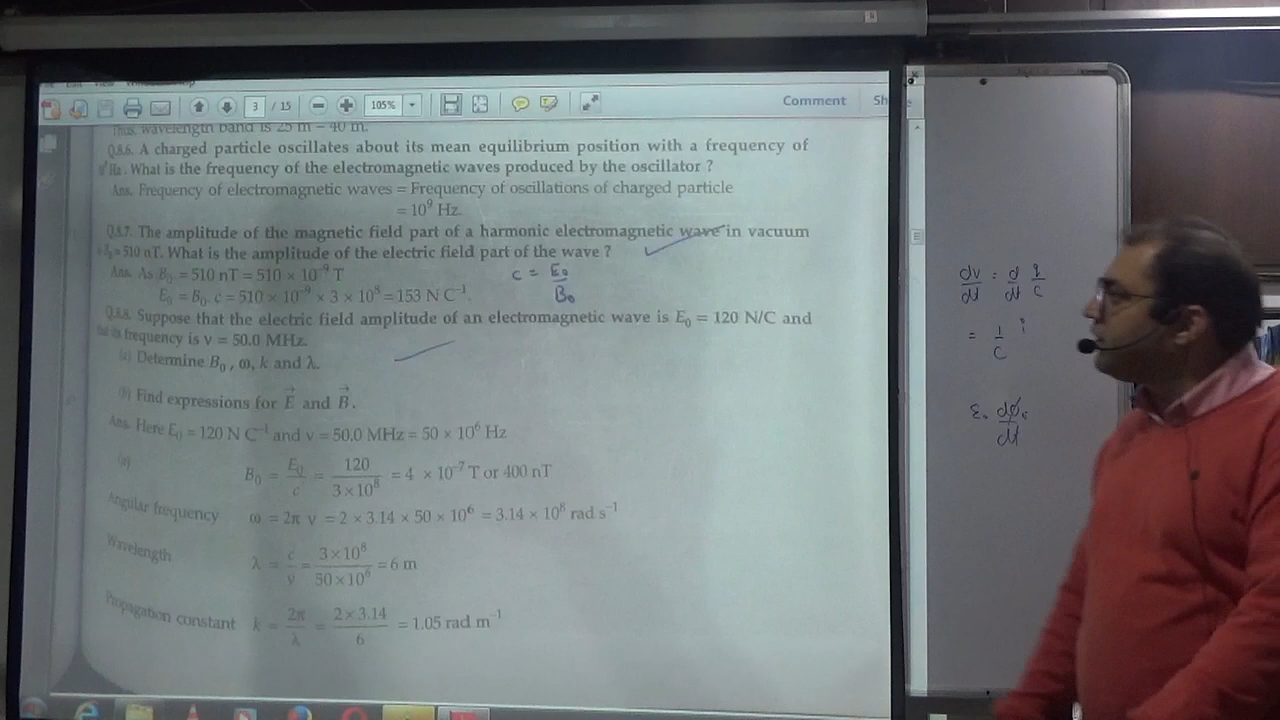 3 / 15
105%
Comment
Sh
Thus, wavelength band is 25 m – 40 m.
Q.8.6. A charged particle oscillates about its mean equilibrium position with a frequency of
Hz. What is the frequency of the electromagnetic waves produced by the oscillator ?
Ans. Frequency of electromagnetic waves = Frequency of oscillations of charged particle
= 10⁹ Hz.
Q.8.7. The amplitude of the magnetic field part of a harmonic electromagnetic wave in vacuum
= 510 nT. What is the amplitude of the electric field part of the wave ?
Ans. As B₀ = 510 nT = 510 × 10⁻⁹ T
E₀ = B₀. c = 510 × 10⁻⁹ × 3 × 10⁸ = 153 N C⁻¹.
c = E₀/B₀
Q.8.8. Suppose that the electric field amplitude of an electromagnetic wave is E₀ = 120 N/C and
that its frequency is ν = 50.0 MHz.
(a) Determine B₀, ω, k and λ.
(b) Find expressions for E⃗ and B⃗.
Ans. Here E₀ = 120 N C⁻¹ and ν = 50.0 MHz = 50 × 10⁶ Hz
(a) B₀ = E₀/c = 120/(3×10⁸) = 4 × 10⁻⁷ T or 400 nT
Angular frequency ω = 2π ν = 2 × 3.14 × 50 × 10⁶ = 3.14 × 10⁸ rad s⁻¹
Wavelength λ = c/ν = (3×10⁸)/(50×10⁶) = 6 m
Propagation constant k = 2π/λ = (2×3.14)/6 = 1.05 rad m⁻¹
dv/dt = d/dt q/c
= 1/c i
ε₀ dφₑ/dt